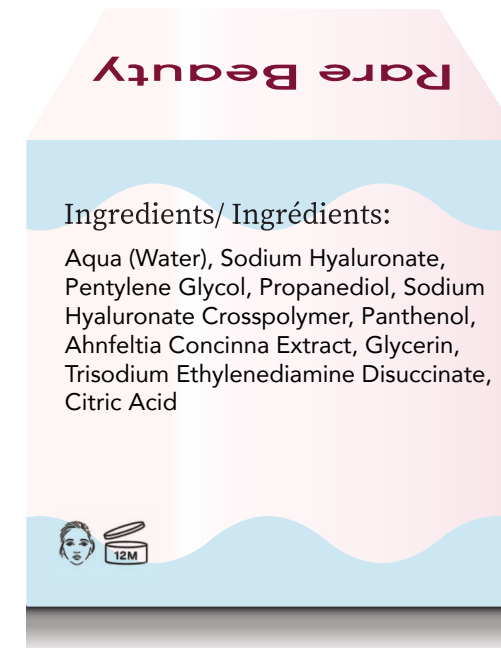 Rare Beauty
Ingredients/ Ingrédients:
Aqua (Water), Sodium Hyaluronate,
Pentylene Glycol, Propanediol, Sodium
Hyaluronate Crosspolymer, Panthenol,
Ahnfeltia Concinna Extract, Glycerin,
Trisodium Ethylenediamine Disuccinate,
Citric Acid
12M